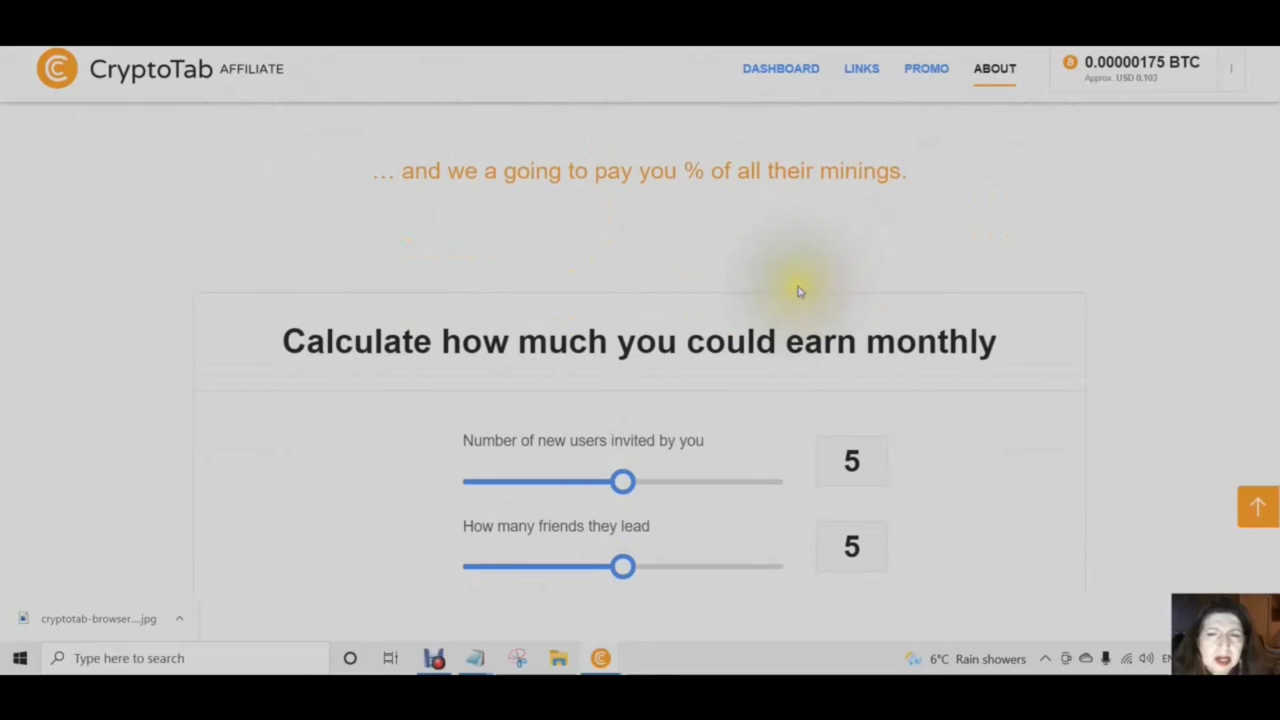 CryptoTab AFFILIATE
DASHBOARD LINKS PROMO ABOUT
0.00000175 BTC
Approx. USD 0.103
… and we a going to pay you % of all their minings.
Calculate how much you could earn monthly
Number of new users invited by you
5
How many friends they lead
5
cryptotab-browser....jpg
Type here to search
6°C Rain showers